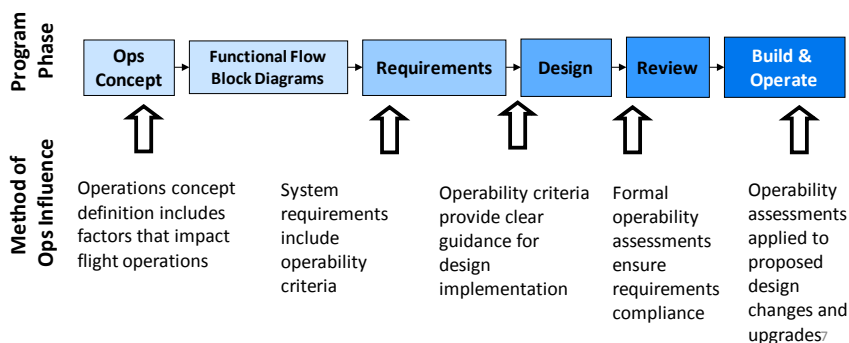 Program
Phase
Ops
Concept
Functional Flow
Block Diagrams
Requirements
Design
Review
Build &
Operate
Method of
Ops Influence
Operations concept
definition includes
factors that impact
flight operations
System
requirements
include
operability
criteria
Operability criteria
provide clear
guidance for
design
implementation
Formal
operability
assessments
ensure
requirements
compliance
Operability
assessments
applied to
proposed
design
changes and
upgrades7